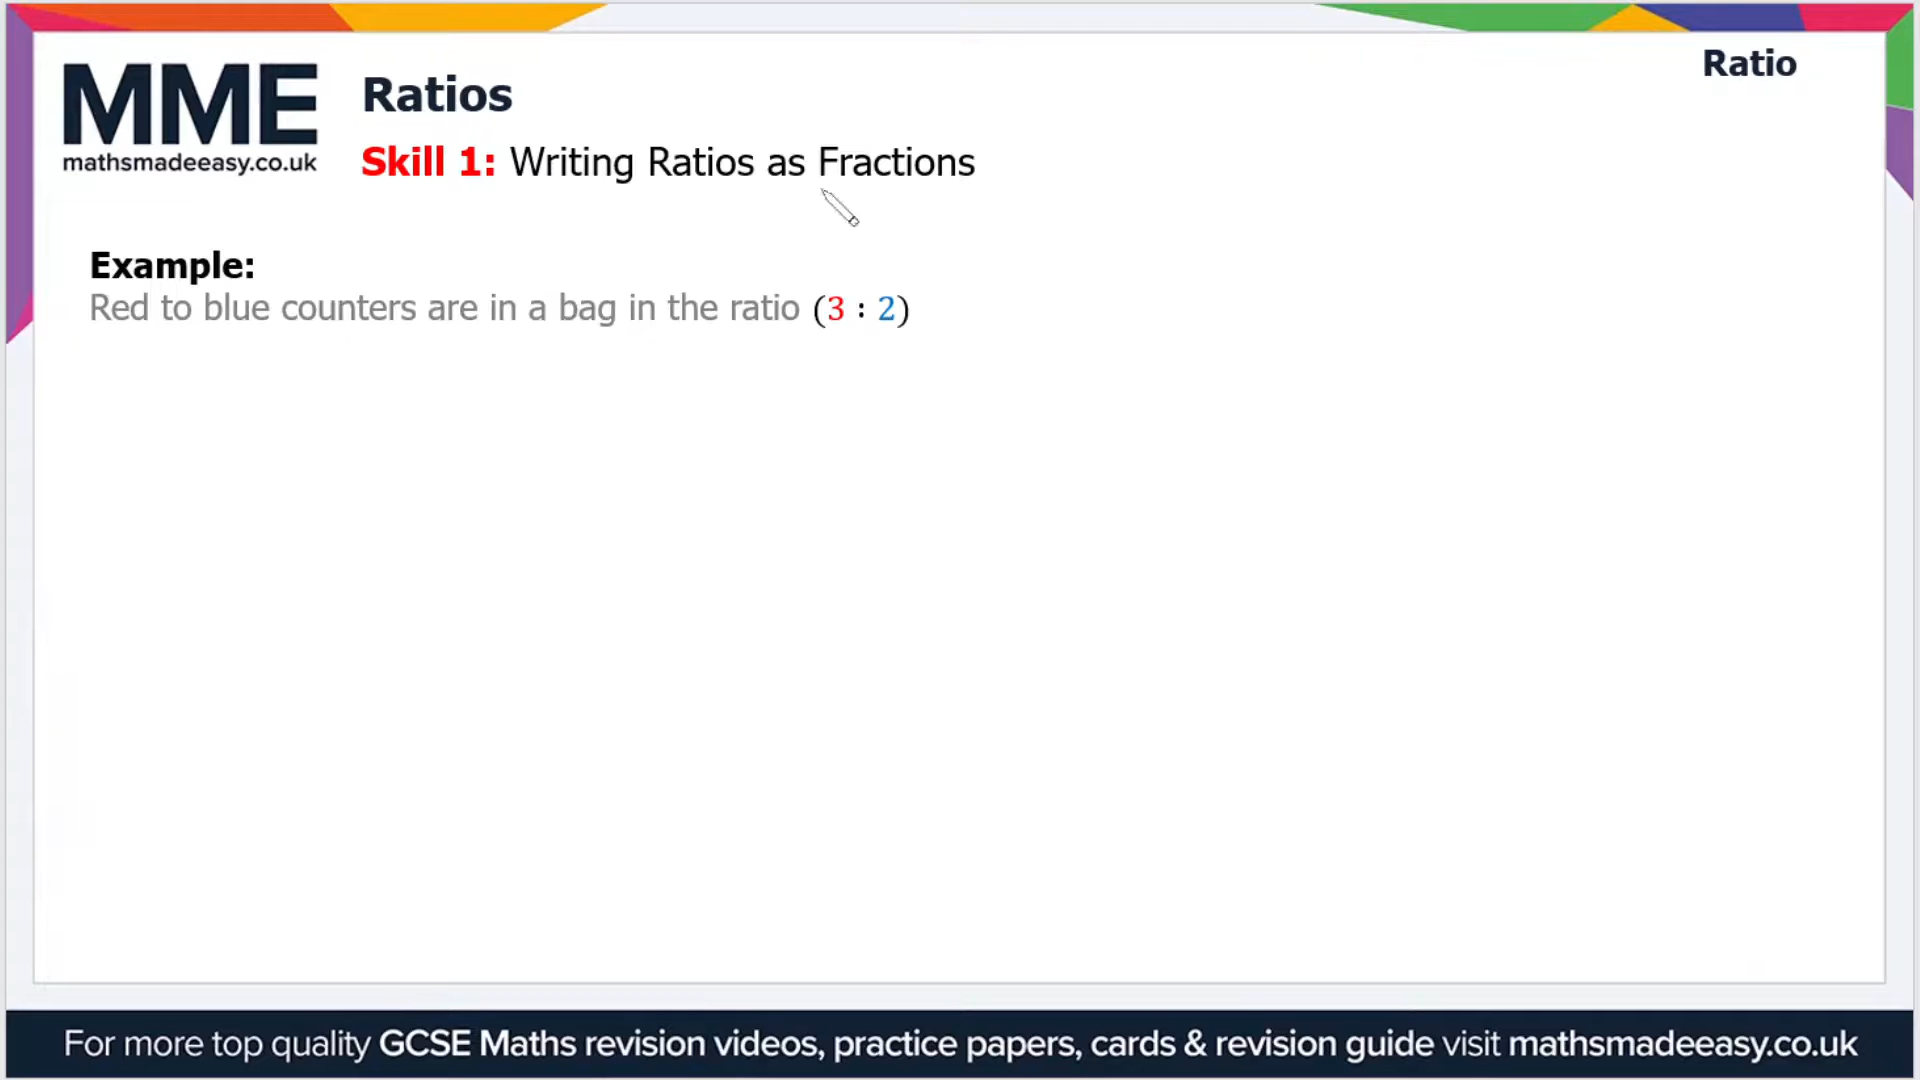 Ratio
MME
mathsmadeeasy.co.uk
Ratios
Skill 1: Writing Ratios as Fractions
Example:
Red to blue counters are in a bag in the ratio (3 : 2)
For more top quality GCSE Maths revision videos, practice papers, cards & revision guide visit mathsmadeeasy.co.uk